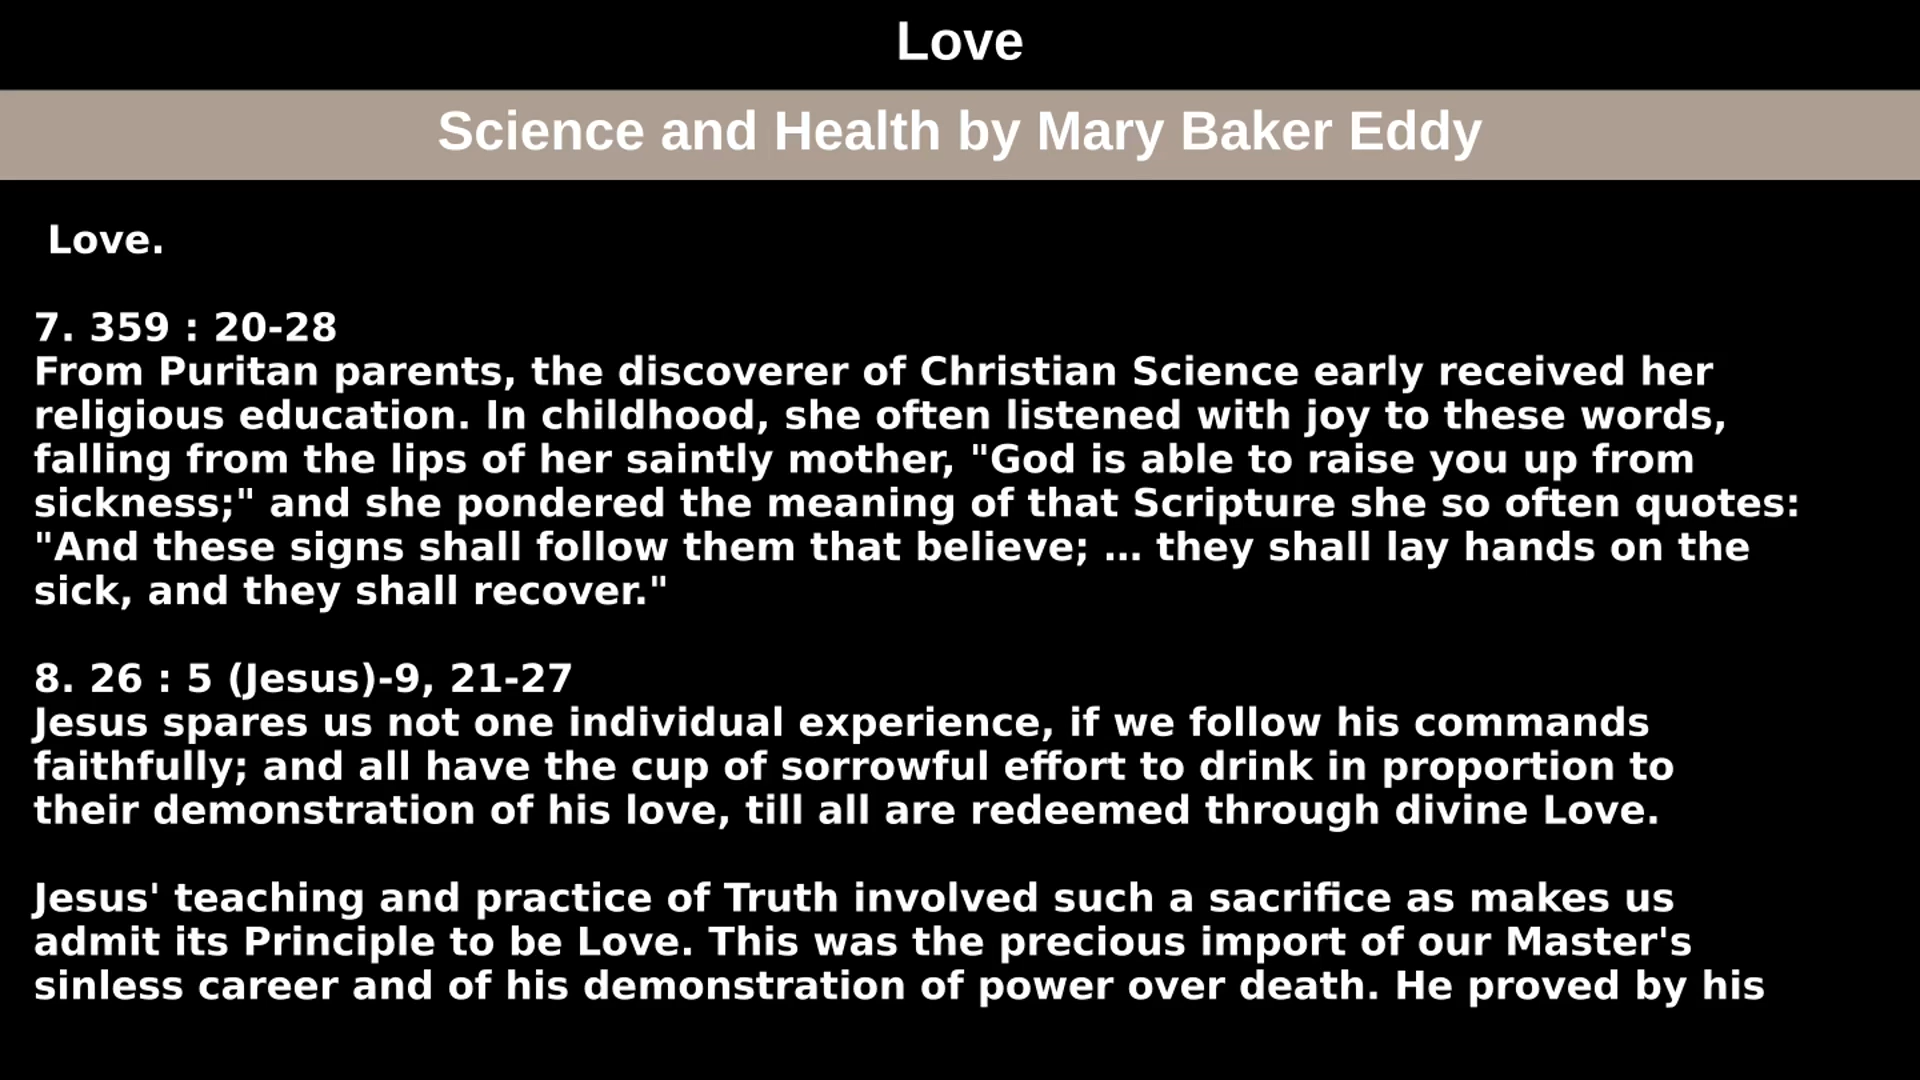 Love
Science and Health by Mary Baker Eddy
Love.
7. 359 : 20-28
From Puritan parents, the discoverer of Christian Science early received her
religious education. In childhood, she often listened with joy to these words,
falling from the lips of her saintly mother, "God is able to raise you up from
sickness;" and she pondered the meaning of that Scripture she so often quotes:
"And these signs shall follow them that believe; … they shall lay hands on the
sick, and they shall recover."
8. 26 : 5 (Jesus)-9, 21-27
Jesus spares us not one individual experience, if we follow his commands
faithfully; and all have the cup of sorrowful effort to drink in proportion to
their demonstration of his love, till all are redeemed through divine Love.
Jesus' teaching and practice of Truth involved such a sacrifice as makes us
admit its Principle to be Love. This was the precious import of our Master's
sinless career and of his demonstration of power over death. He proved by his